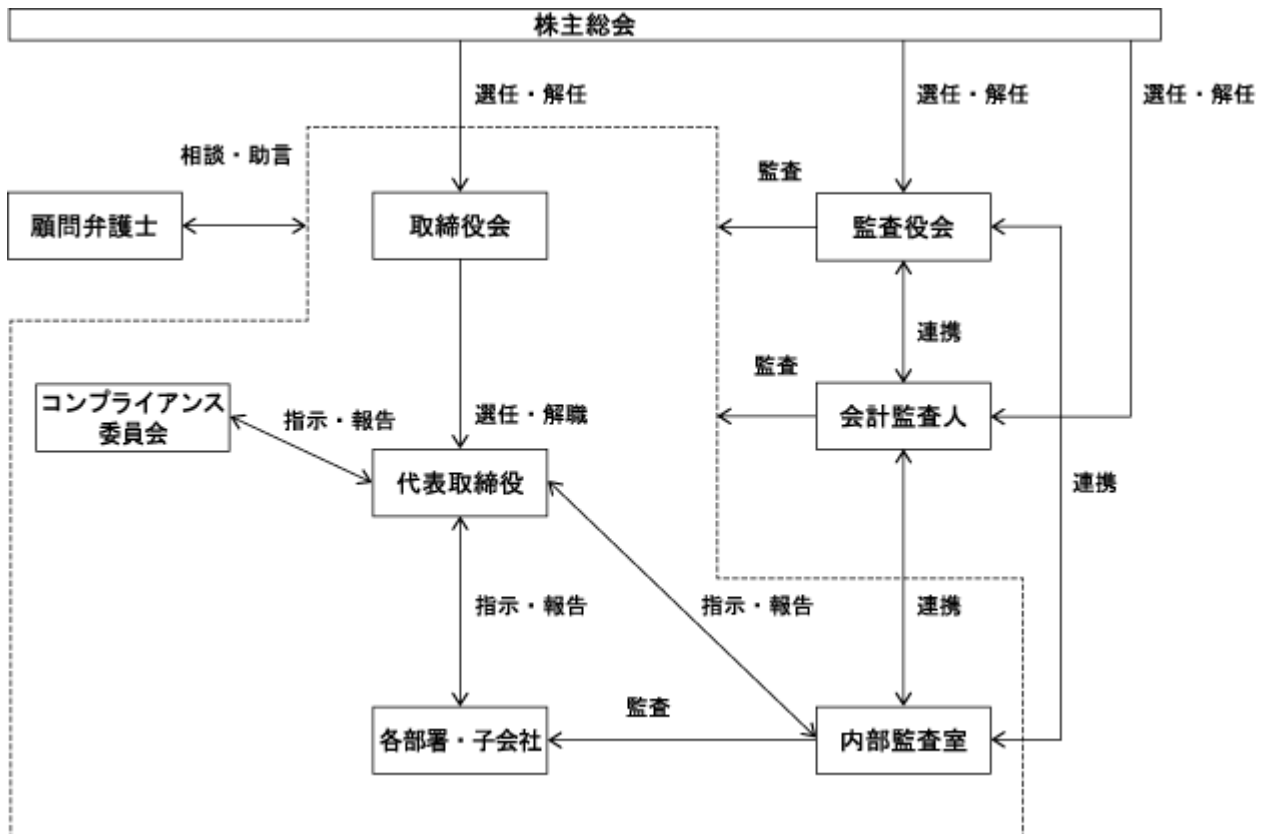 株主総会
選任・解任
選任・解任
選任・解任
相談・助言
監査
顧問弁護士
取締役会
監査役会
連携
監査
コンプライアンス
委員会
指示・報告
選任・解職
会計監査人
代表取締役
連携
指示・報告
指示・報告
連携
監査
各部署・子会社
内部監査室